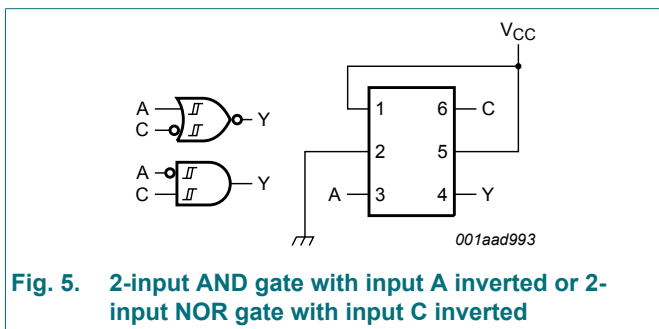 VCC
A
C
Y
A
C
Y
1
6
C
2
5
A
3
4
Y
001aad993
Fig. 5. 2-input AND gate with input A inverted or 2-
input NOR gate with input C inverted